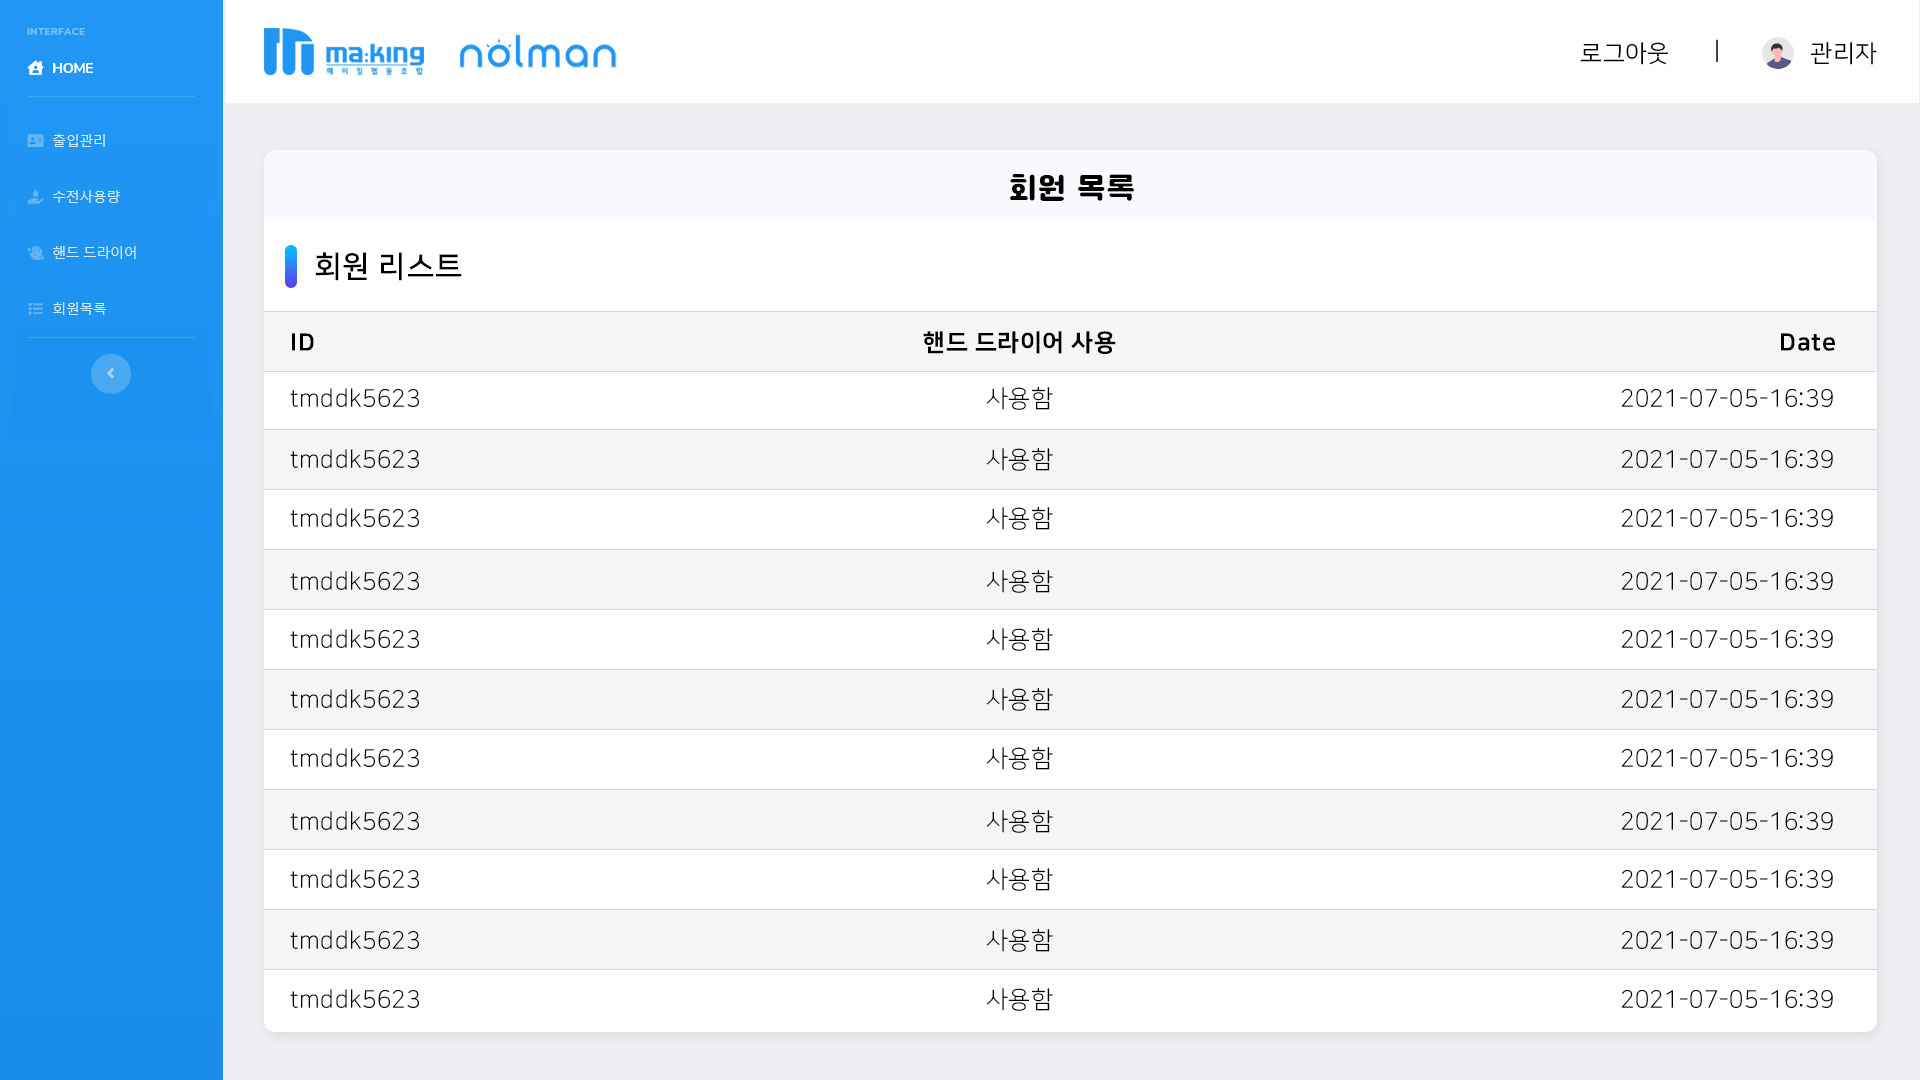 INTERFACE
HOME
출입관리
수전사용량
핸드 드라이어
회원목록
ma:king
메이킹협동조합
nolman
로그아웃 | 관리자
회원 목록
회원 리스트
ID 핸드 드라이어 사용 Date
tmddk5623 사용함 2021-07-05-16:39
tmddk5623 사용함 2021-07-05-16:39
tmddk5623 사용함 2021-07-05-16:39
tmddk5623 사용함 2021-07-05-16:39
tmddk5623 사용함 2021-07-05-16:39
tmddk5623 사용함 2021-07-05-16:39
tmddk5623 사용함 2021-07-05-16:39
tmddk5623 사용함 2021-07-05-16:39
tmddk5623 사용함 2021-07-05-16:39
tmddk5623 사용함 2021-07-05-16:39
tmddk5623 사용함 2021-07-05-16:39